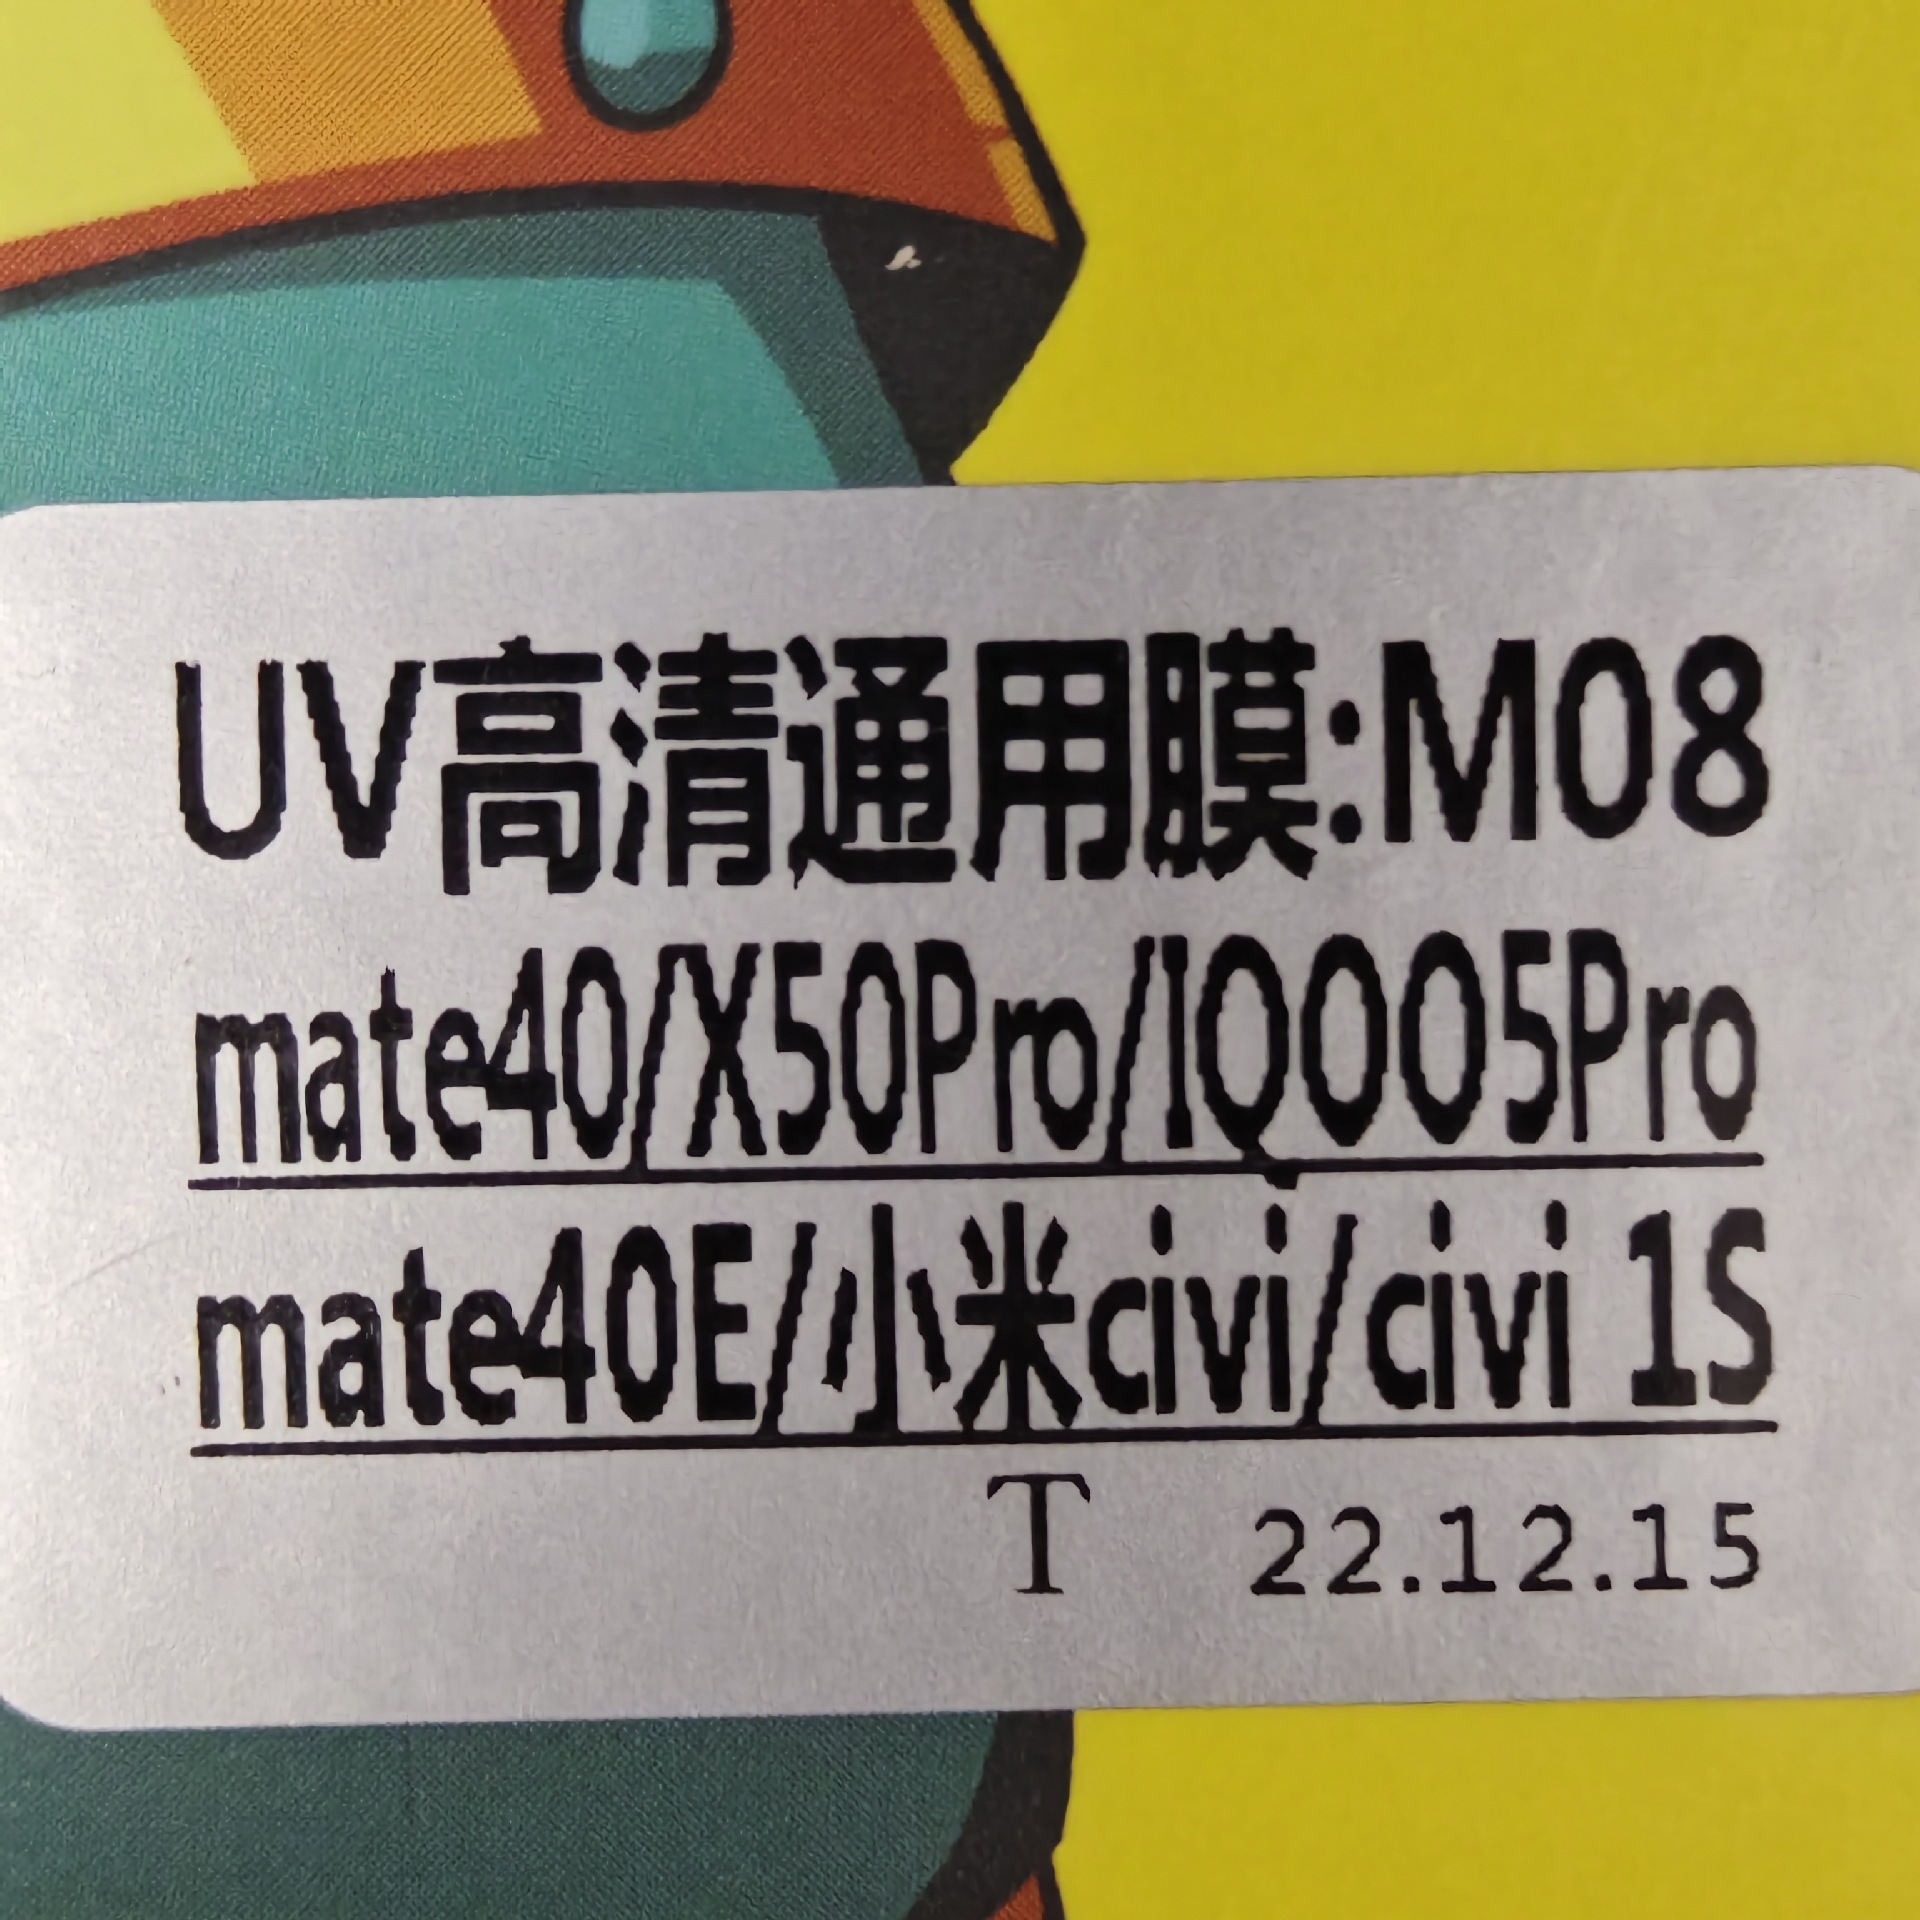 UV高清通用膜:M08
mate40/X50Pro/IQOO5Pro
mate40E/小米civi/civi 1S
T 22.12.15